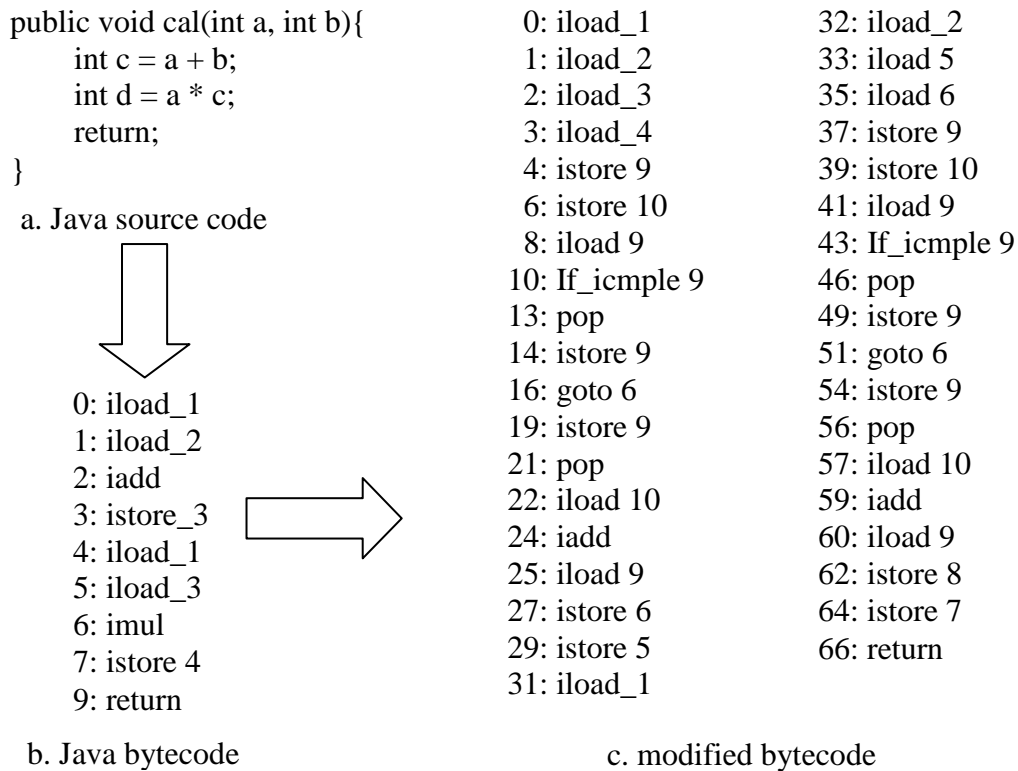 public void cal(int a, int b){
int c = a + b;
int d = a * c;
return;
}
a. Java source code
0: iload_1
1: iload_2
2: iadd
3: istore_3
4: iload_1
5: iload_3
6: imul
7: istore 4
9: return
b. Java bytecode
0: iload_1
1: iload_2
2: iload_3
3: iload_4
4: istore 9
6: istore 10
8: iload 9
10: If_icmple 9
13: pop
14: istore 9
16: goto 6
19: istore 9
21: pop
22: iload 10
24: iadd
25: iload 9
27: istore 6
29: istore 5
31: iload_1
32: iload_2
33: iload 5
35: iload 6
37: istore 9
39: istore 10
41: iload 9
43: If_icmple 9
46: pop
49: istore 9
51: goto 6
54: istore 9
56: pop
57: iload 10
59: iadd
60: iload 9
62: istore 8
64: istore 7
66: return
c. modified bytecode